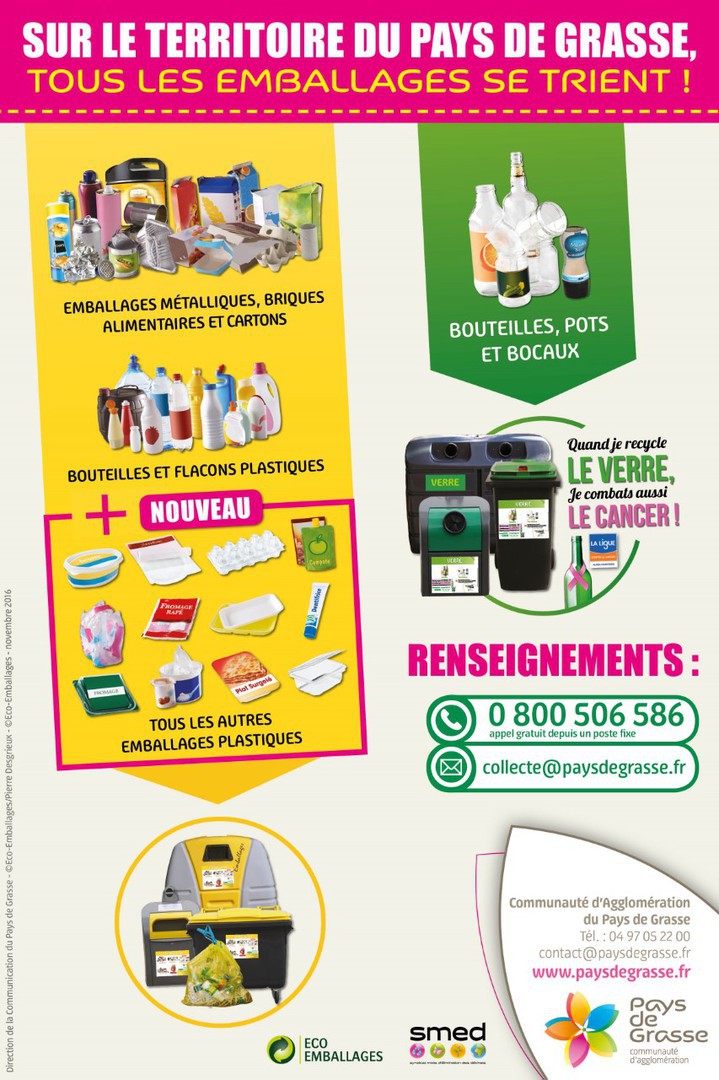 SUR LE TERRITOIRE DU PAYS DE GRASSE,
TOUS LES EMBALLAGES SE TRIENT !
EMBALLAGES MÉTALLIQUES, BRIQUES
ALIMENTAIRES ET CARTONS
BOUTEILLES ET FLACONS PLASTIQUES
+ NOUVEAU
Compote
FROMAGE
RAPÉ
Dentifrice
FROMAGE
Plat Surgelé
TOUS LES AUTRES
EMBALLAGES PLASTIQUES
Emballages
BOUTEILLES, POTS
ET BOCAUX
VERRE
VERRE
VERRE
Quand je recycle
LE VERRE,
Je combats aussi
LE CANCER !
LA LIGUE
RENSEIGNEMENTS :
0 800 506 586
appel gratuit depuis un poste fixe
collecte@paysdegrasse.fr
Communauté d'Agglomération
du Pays de Grasse
Tél. : 04 97 05 22 00
contact@paysdegrasse.fr
www.paysdegrasse.fr
Pays
de
Grasse
communauté
d'agglomération
ECO
EMBALLAGES
smed
Direction de la Communication du Pays de Grasse - ©Eco-Emballages/Pierre Desgrieux - ©Eco-Emballages - novembre 2016